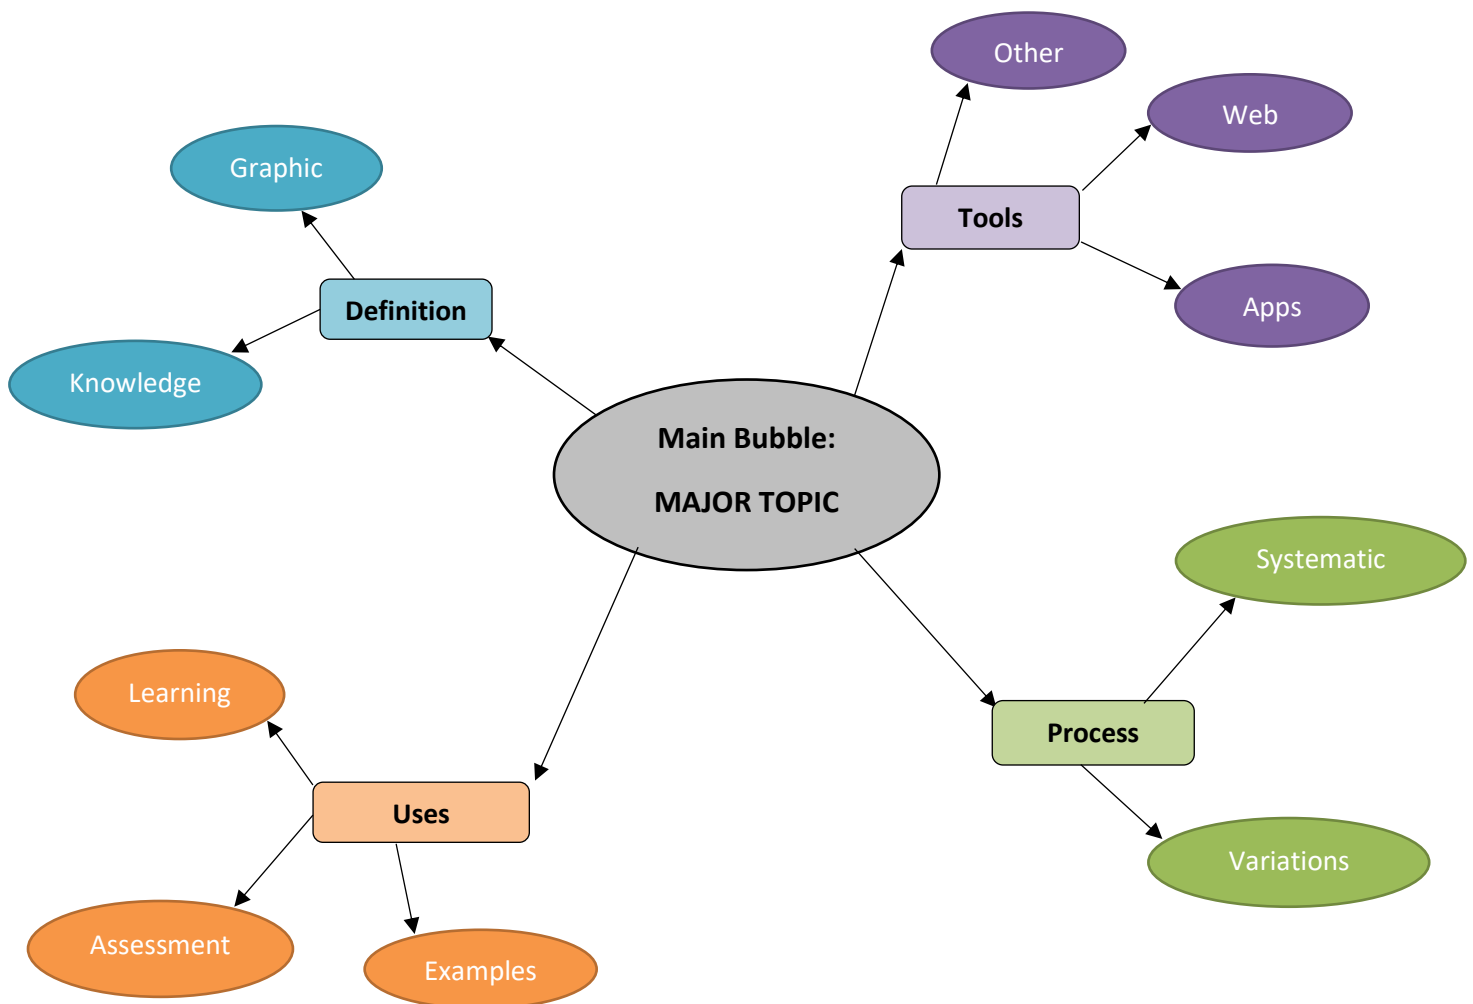 Other
Web
Graphic
Tools
Apps
Definition
Knowledge
Main Bubble:
MAJOR TOPIC
Systematic
Learning
Process
Uses
Variations
Assessment
Examples